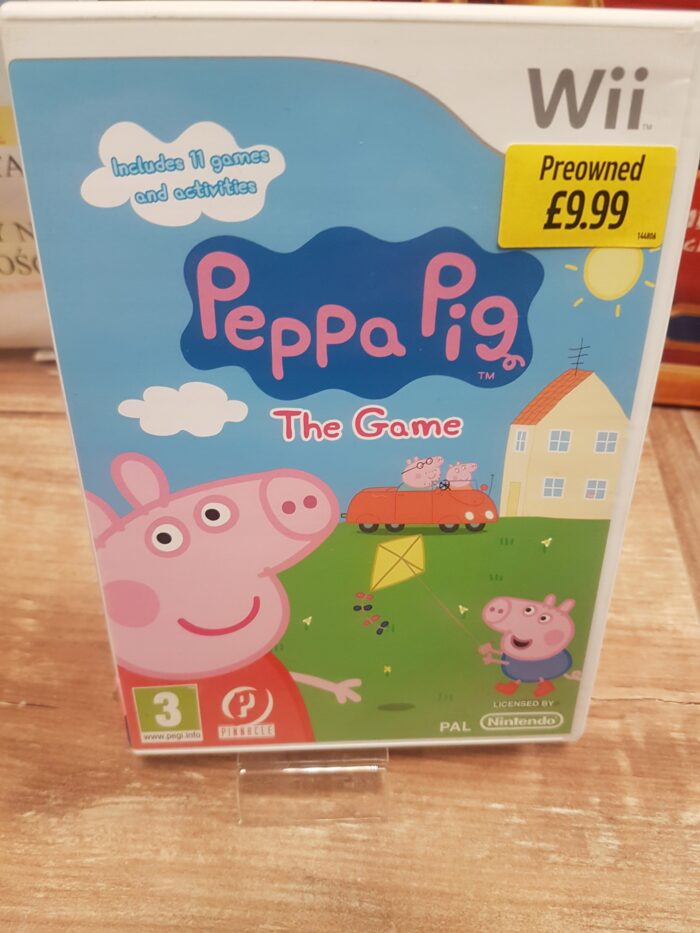 Wii
TM
Preowned
£9.99
144806
Includes 11 games
and activities
Peppa Pig
TM
The Game
3
www.pegi.info
PINNACLE
LICENSED BY
PAL
Nintendo